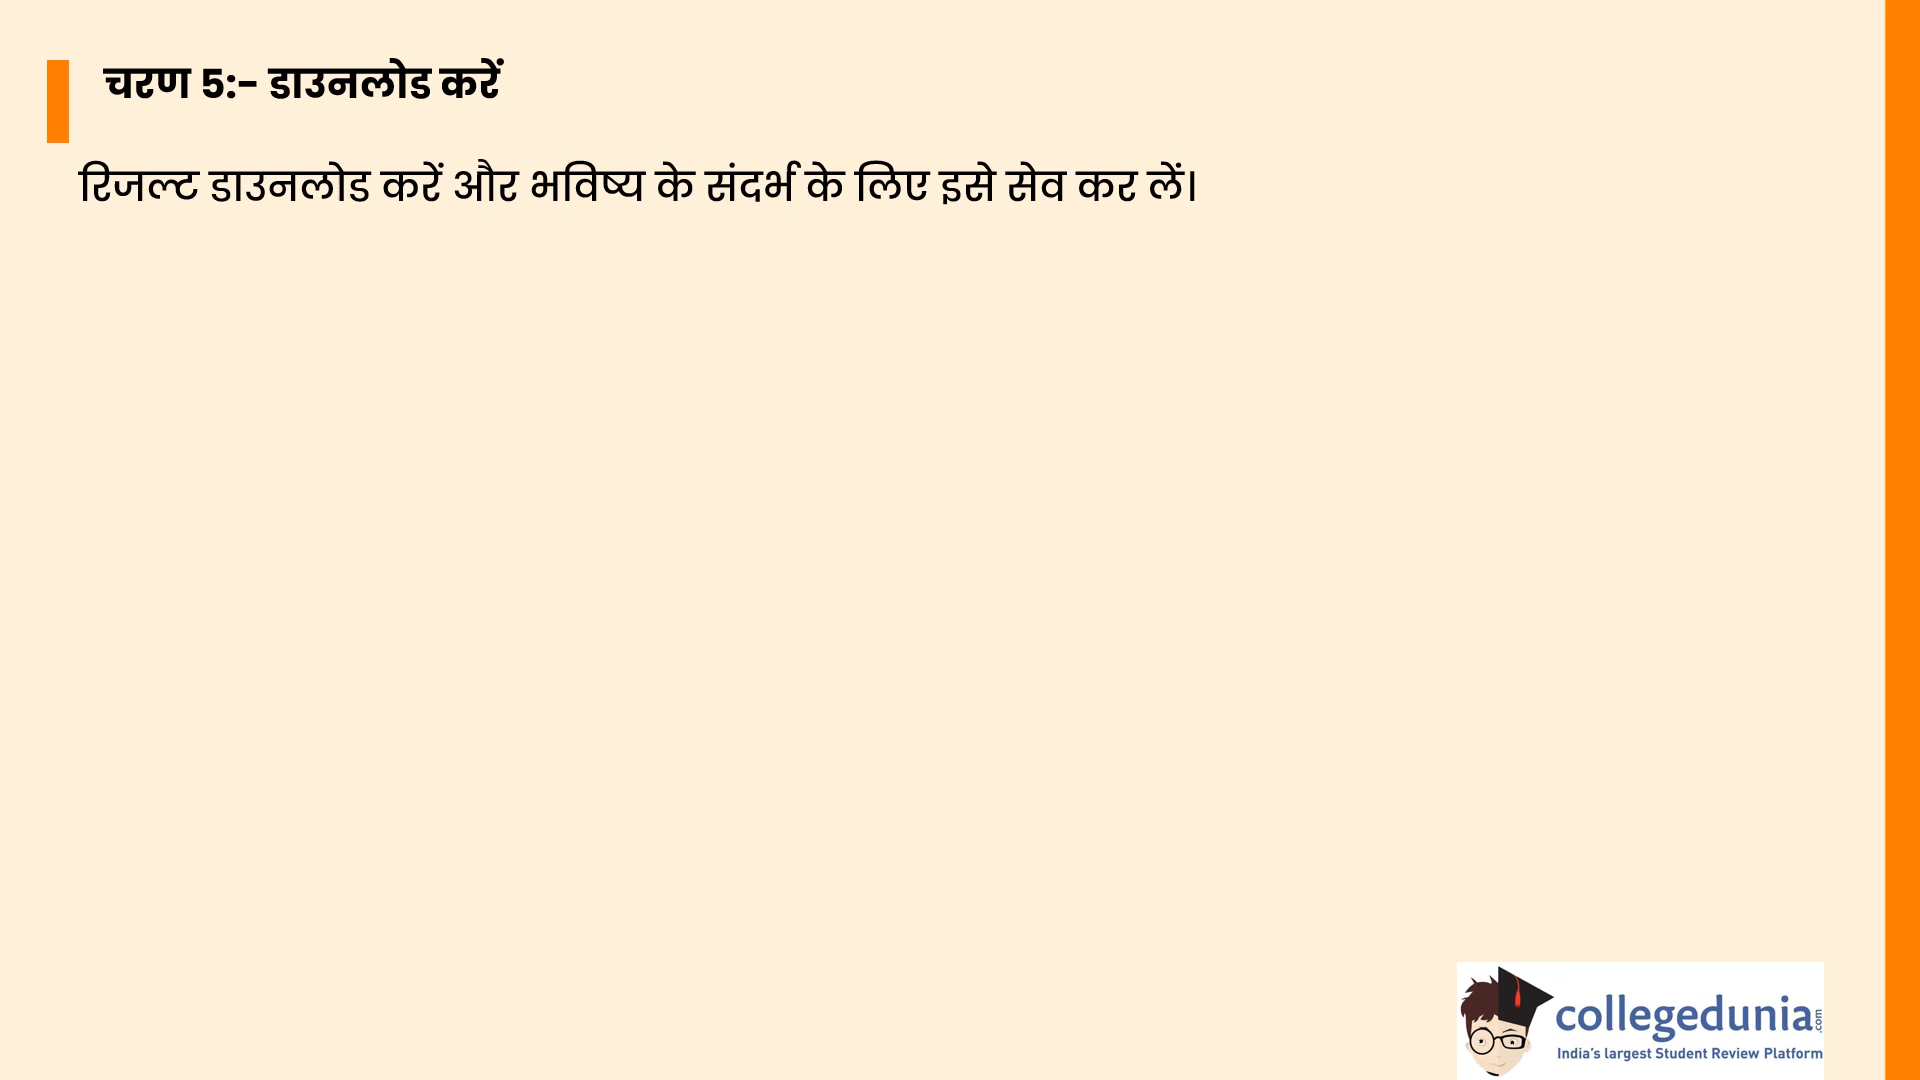 चरण 5:- डाउनलोड करें
रिजल्ट डाउनलोड करें और भविष्य के संदर्भ के लिए इसे सेव कर लें।
collegedunia.com
India's largest Student Review Platform